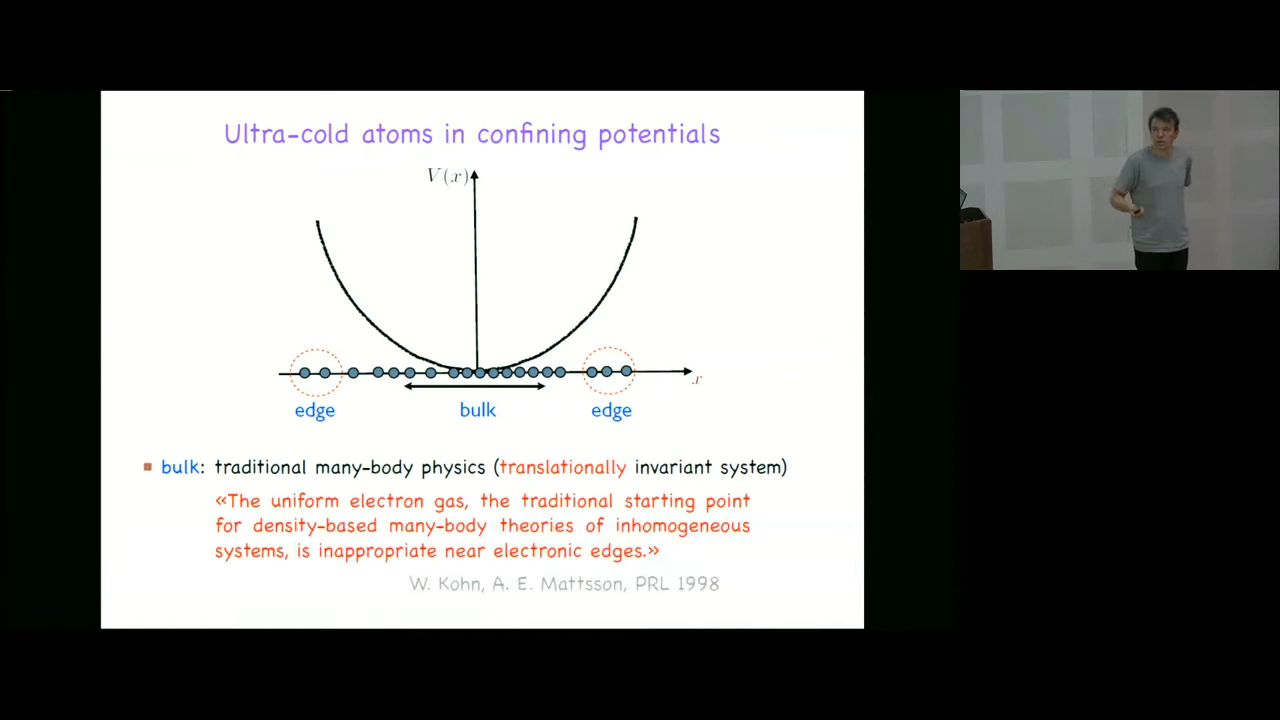 Ultra-cold atoms in confining potentials
V(x)
x
edge
bulk
edge
bulk: traditional many-body physics (translationally invariant system)
«The uniform electron gas, the traditional starting point
for density-based many-body theories of inhomogeneous
systems, is inappropriate near electronic edges.»
W. Kohn, A. E. Mattsson, PRL 1998